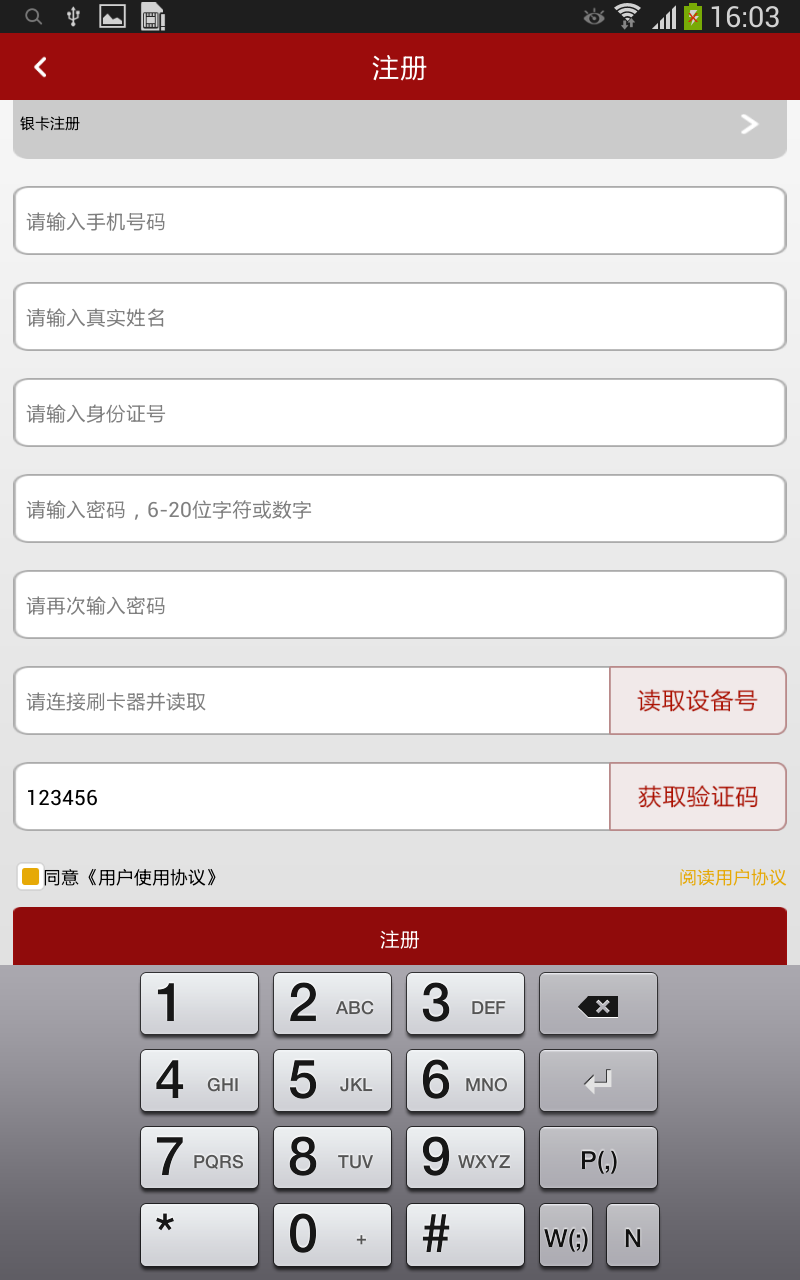 16:03
注册
银卡注册
请输入手机号码
请输入真实姓名
请输入身份证号
请输入密码，6-20位字符或数字
请再次输入密码
请连接刷卡器并读取 读取设备号
123456 获取验证码
同意《用户使用协议》 阅读用户协议
注册
1 2 ABC 3 DEF
4 GHI 5 JKL 6 MNO
7 PQRS 8 TUV 9 WXYZ P(,)
* 0 + # W(;) N